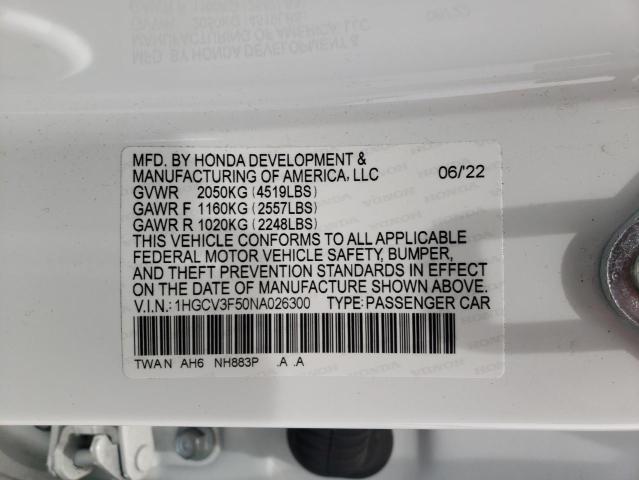 MFD. BY HONDA DEVELOPMENT &
MANUFACTURING OF AMERICA, LLC 06/'22
GVWR 2050KG (4519LBS)
GAWR F 1160KG (2557LBS)
GAWR R 1020KG (2248LBS)
THIS VEHICLE CONFORMS TO ALL APPLICABLE
FEDERAL MOTOR VEHICLE SAFETY, BUMPER,
AND THEFT PREVENTION STANDARDS IN EFFECT
ON THE DATE OF MANUFACTURE SHOWN ABOVE.
V.I.N.: 1HGCV3F50NA026300 TYPE: PASSENGER CAR
TWA N AH6 NH883P .A .A